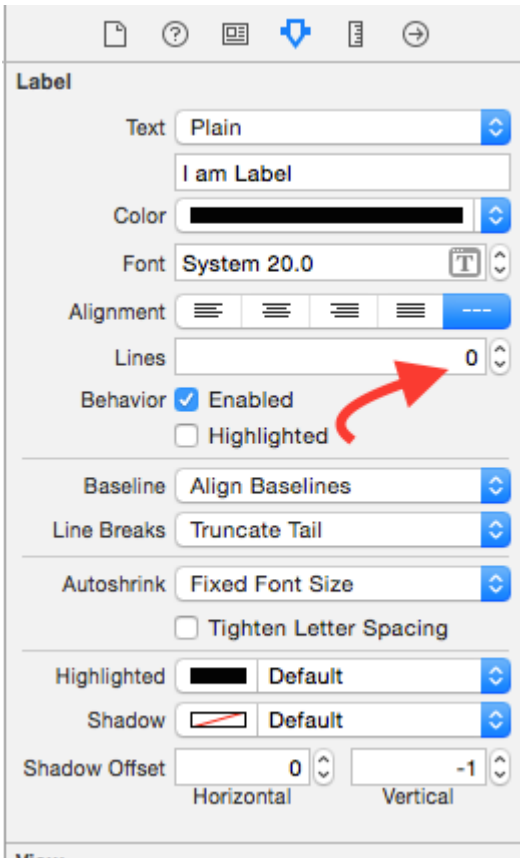 Label
Text Plain
I am Label
Color
Font System 20.0 T
Alignment ---
Lines 0
Behavior Enabled
Highlighted
Baseline Align Baselines
Line Breaks Truncate Tail
Autoshrink Fixed Font Size
Tighten Letter Spacing
Highlighted Default
Shadow Default
Shadow Offset 0 -1
Horizontal Vertical
View